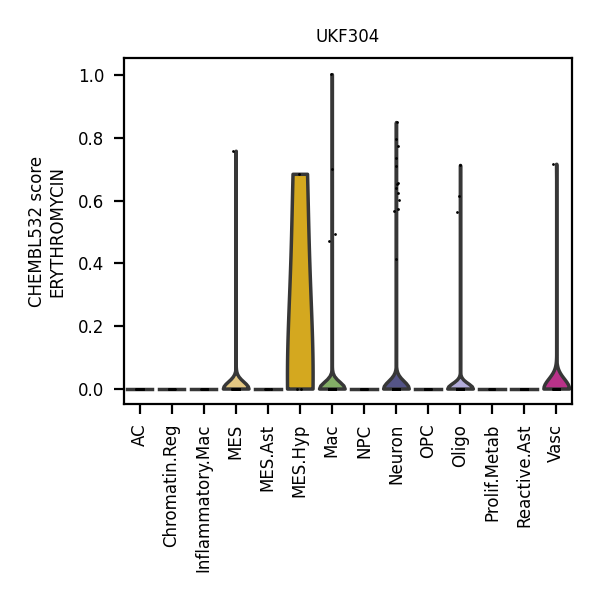 UKF304
CHEMBL532 score
ERYTHROMYCIN
1.0
0.8
0.6
0.4
0.2
0.0
AC
Chromatin.Reg
Inflammatory.Mac
MES
MES.Ast
MES.Hyp
Mac
NPC
Neuron
OPC
Oligo
Prolif.Metab
Reactive.Ast
Vasc